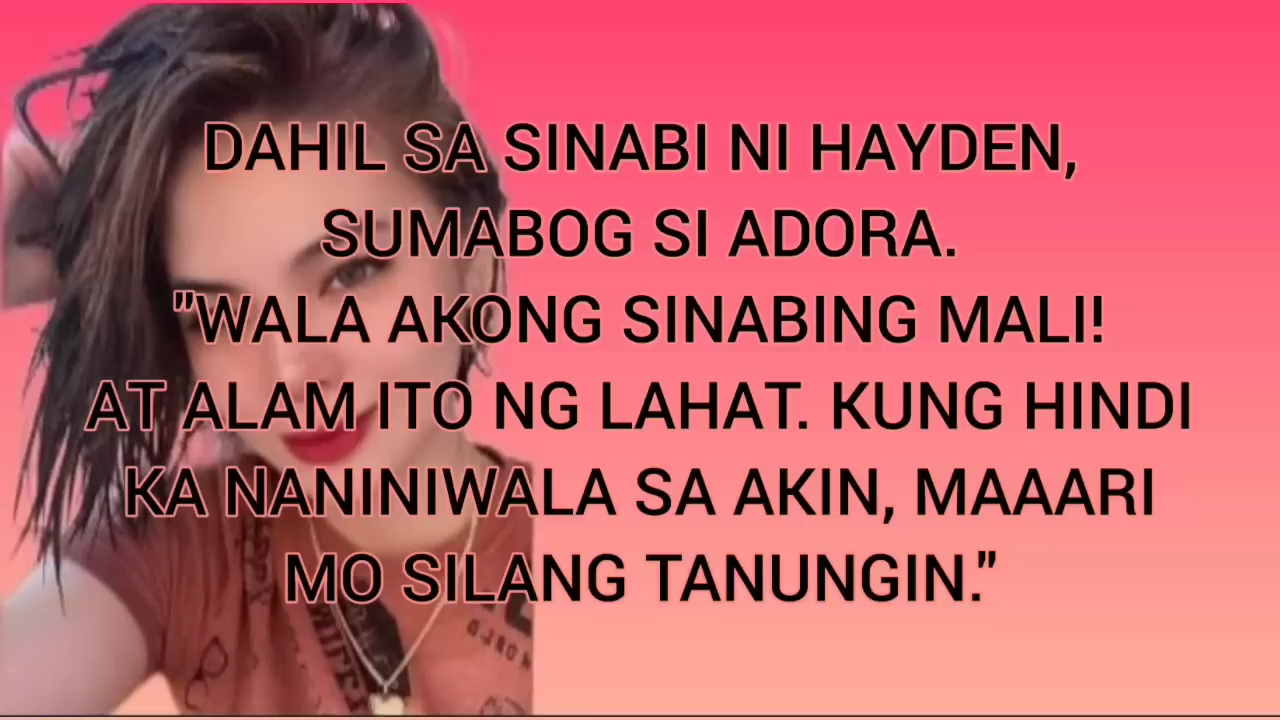 DAHIL SA SINABI NI HAYDEN,
SUMABOG SI ADORA.
"WALA AKONG SINABING MALI!
AT ALAM ITO NG LAHAT. KUNG HINDI
KA NANINIWALA SA AKIN, MAAARI
MO SILANG TANUNGIN."